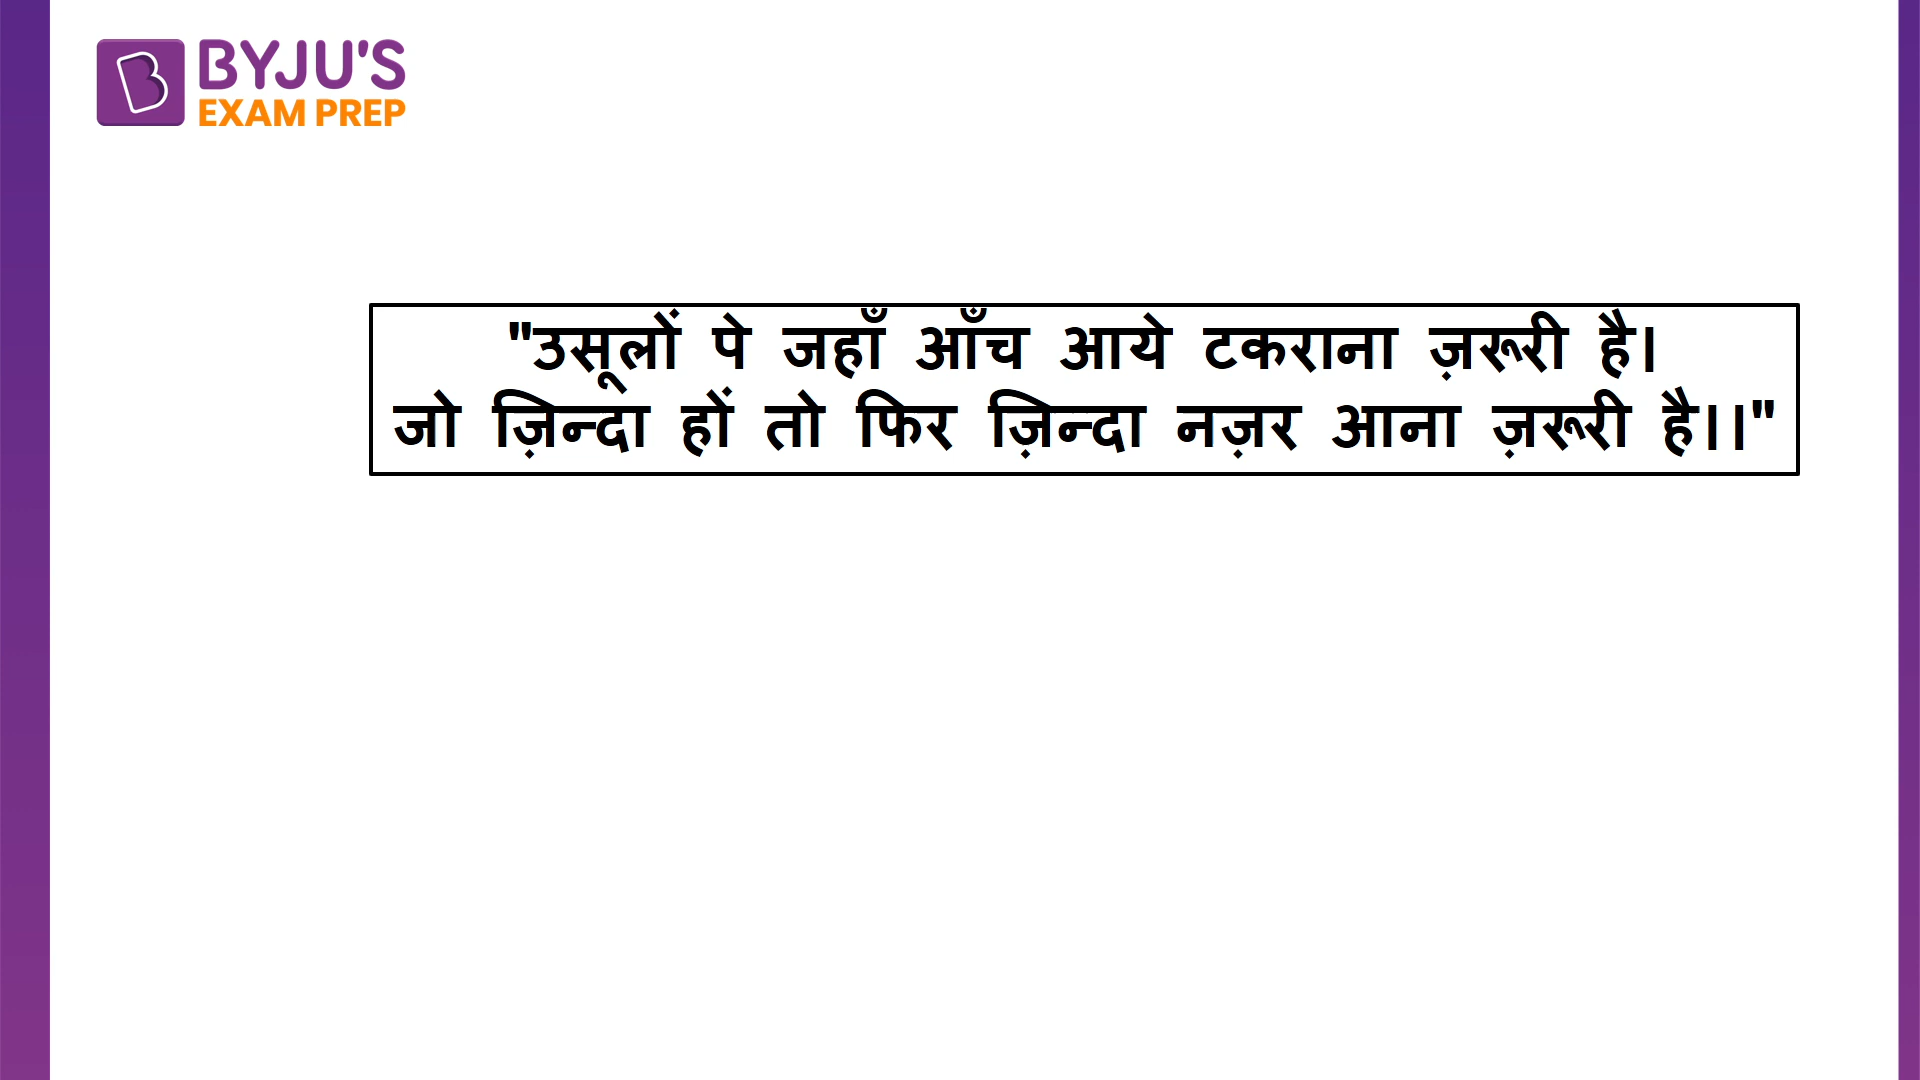 BYJU'S
EXAM PREP
"उसूलों पे जहाँ आँच आये टकराना ज़रूरी है।
जो ज़िन्दा हों तो फिर ज़िन्दा नज़र आना ज़रूरी है।।"